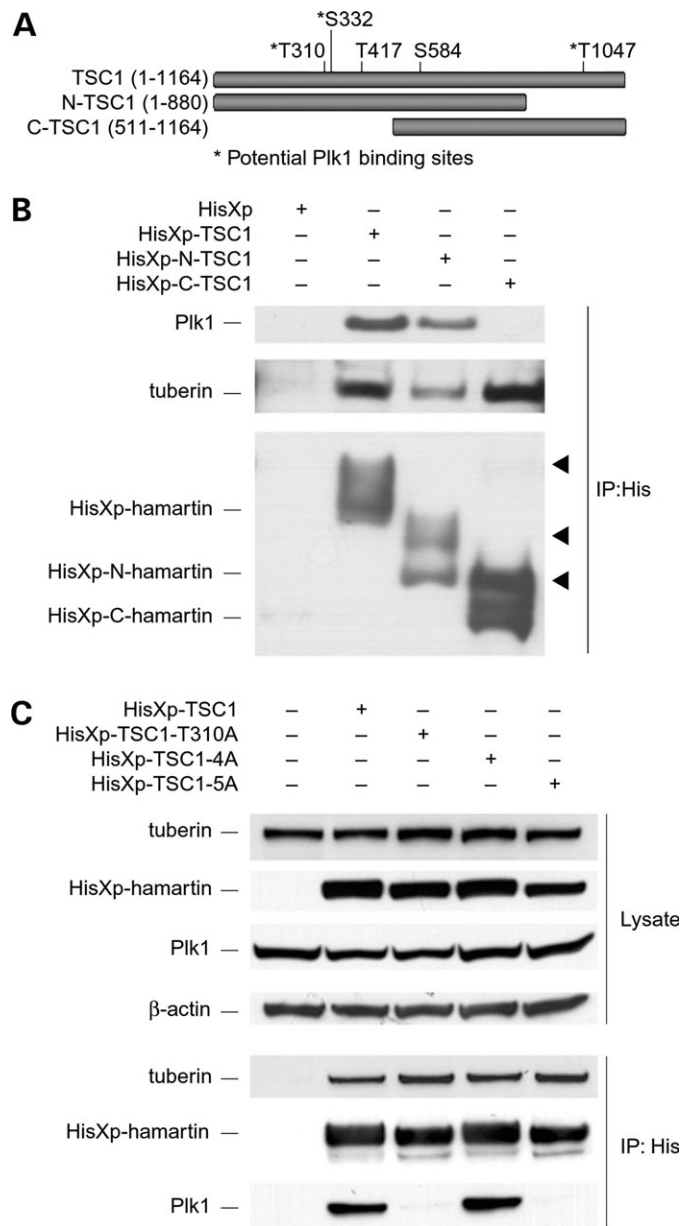 A
*S332
*T310 T417 S584 *T1047
TSC1 (1-1164)
N-TSC1 (1-880)
C-TSC1 (511-1164)
* Potential Plk1 binding sites
B
HisXp + – – –
HisXp-TSC1 – + – –
HisXp-N-TSC1 – – + –
HisXp-C-TSC1 – – – +
Plk1 –
tuberin –
HisXp-hamartin –
HisXp-N-hamartin –
HisXp-C-hamartin –
IP:His
C
HisXp-TSC1 – + – – –
HisXp-TSC1-T310A – – + – –
HisXp-TSC1-4A – – – + –
HisXp-TSC1-5A – – – – +
tuberin –
HisXp-hamartin –
Plk1 –
β-actin –
Lysate
tuberin –
HisXp-hamartin –
Plk1 –
IP: His